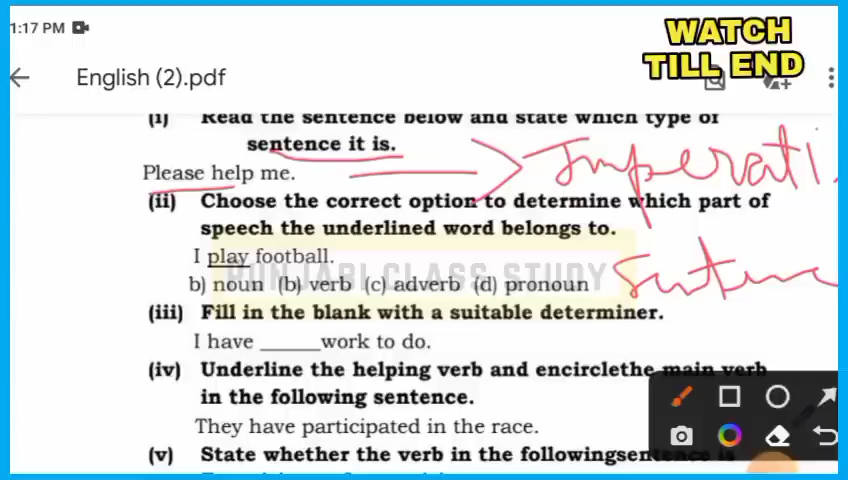 1:17 PM
WATCH
TILL END
English (2).pdf
(i) Read the sentence below and state which type of
sentence it is.
Please help me.
Imperati
(ii) Choose the correct option to determine which part of
speech the underlined word belongs to.
I play football.
PUNJABI CLASS STUDY
Sentenc
b) noun (b) verb (c) adverb (d) pronoun
(iii) Fill in the blank with a suitable determiner.
I have ______work to do.
(iv) Underline the helping verb and encirclethe main verb
in the following sentence.
They have participated in the race.
(v) State whether the verb in the followingsentence is